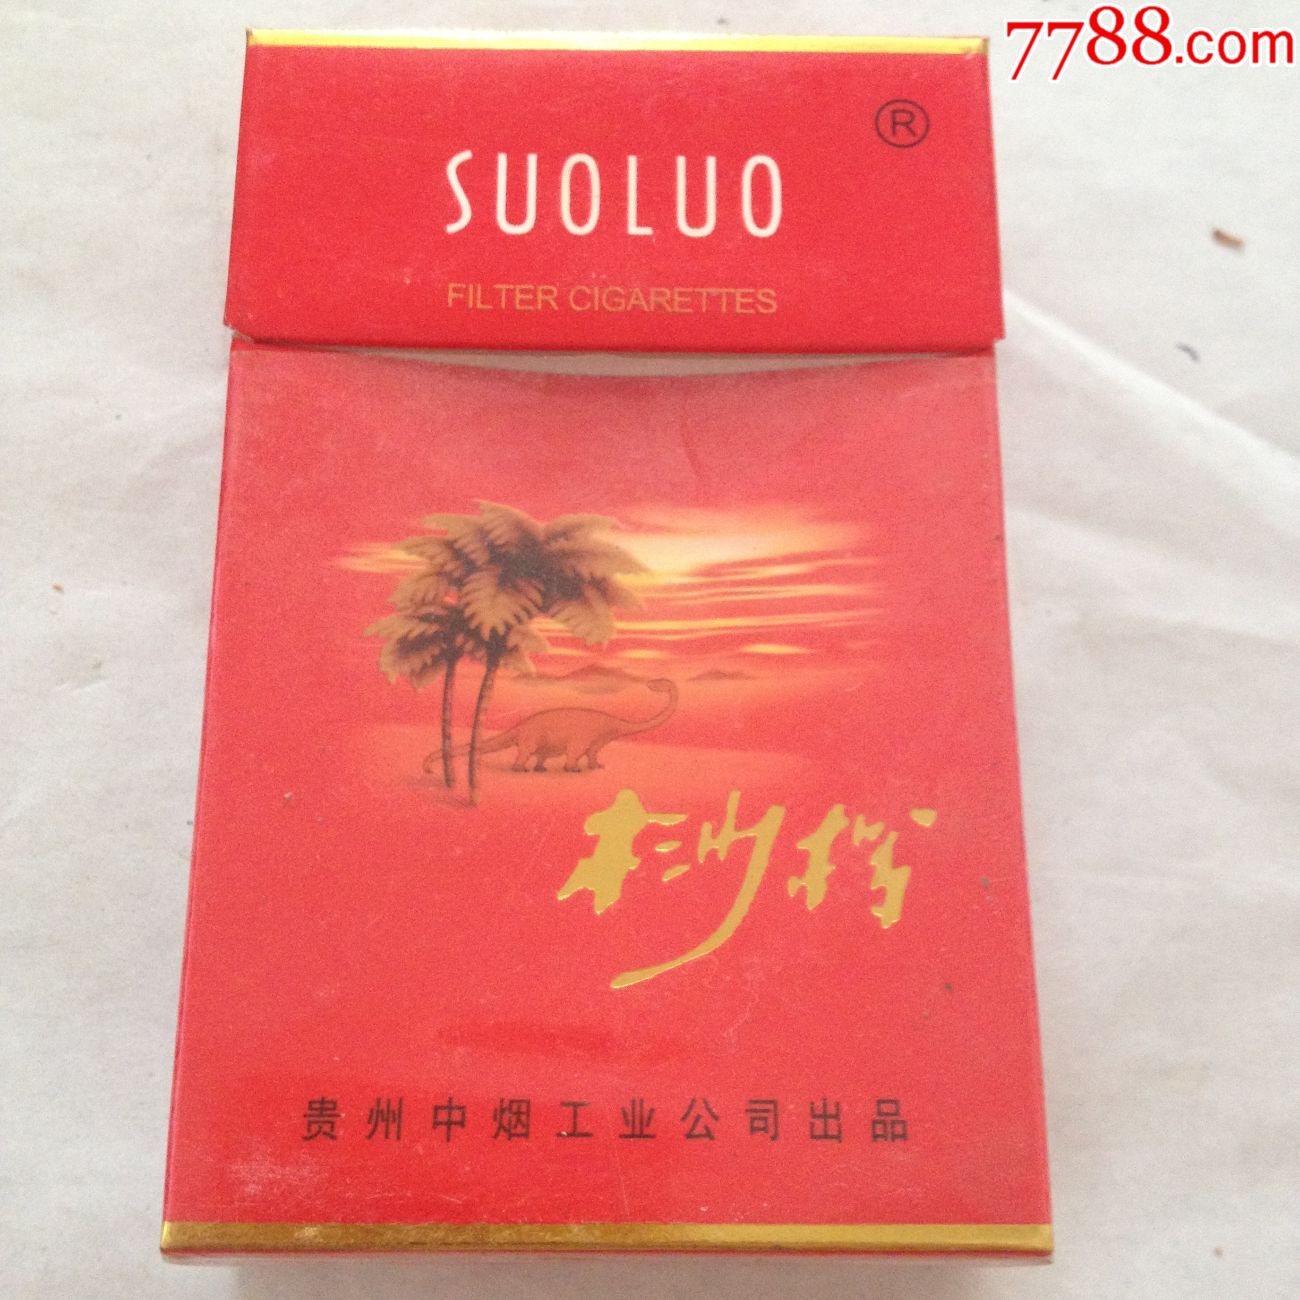 7788.com
®
SUOLUO
FILTER CIGARETTES
桫椤
贵州中烟工业公司出品